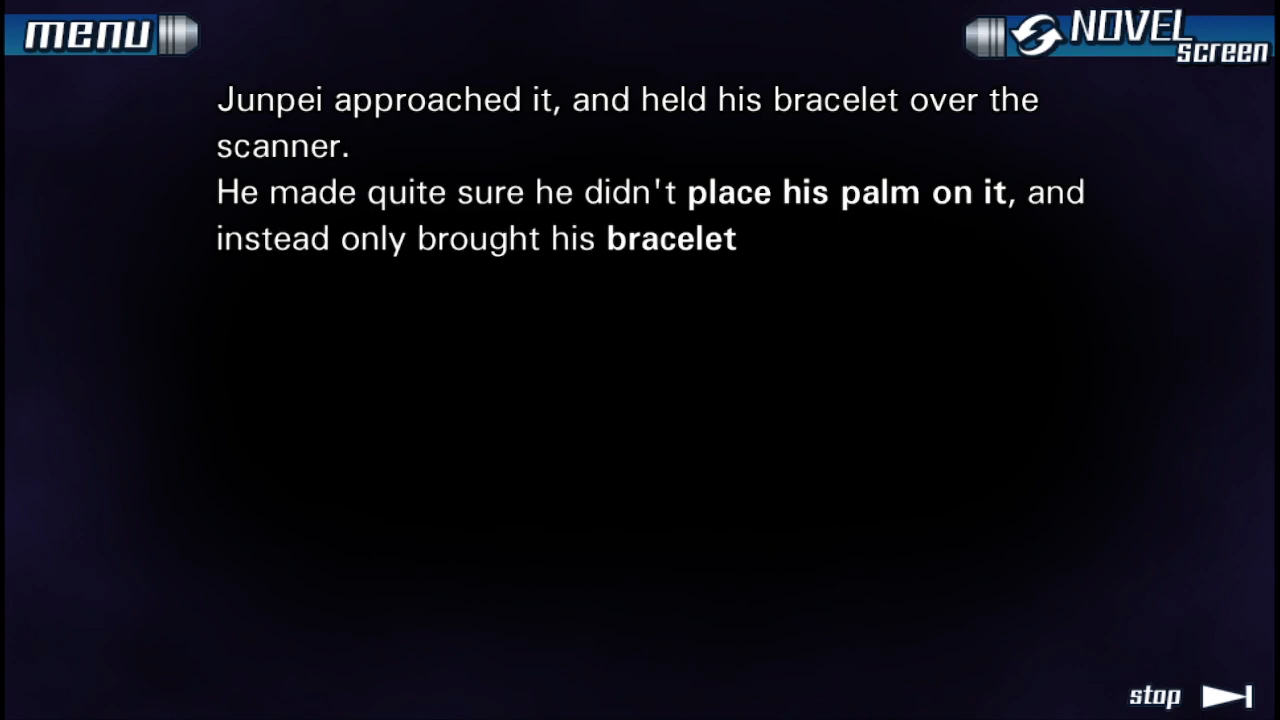 menu
NOVEL
screen
Junpei approached it, and held his bracelet over the
scanner.
He made quite sure he didn't place his palm on it, and
instead only brought his bracelet
stop